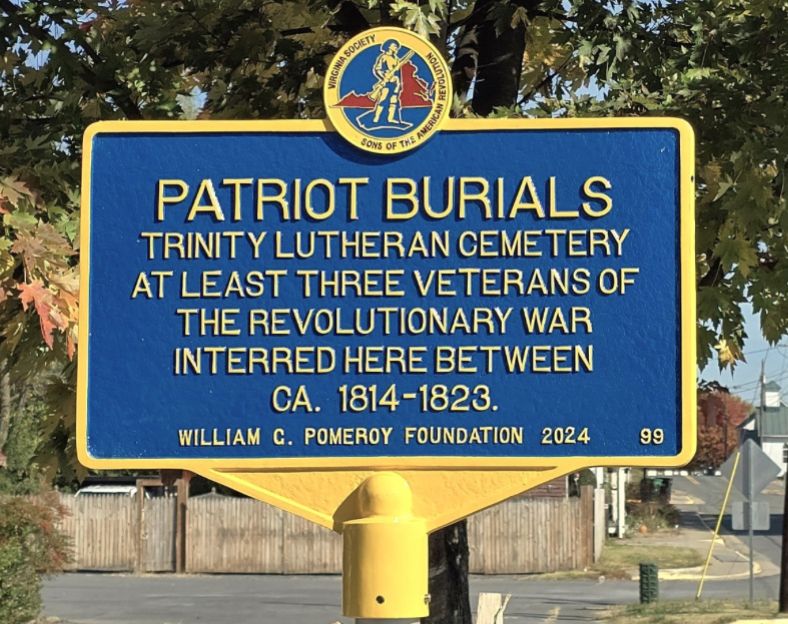 VIRGINIA SOCIETY
SONS OF THE AMERICAN REVOLUTION
PATRIOT BURIALS
TRINITY LUTHERAN CEMETERY
AT LEAST THREE VETERANS OF
THE REVOLUTIONARY WAR
INTERRED HERE BETWEEN
CA. 1814-1823.
WILLIAM G. POMEROY FOUNDATION 2024 99